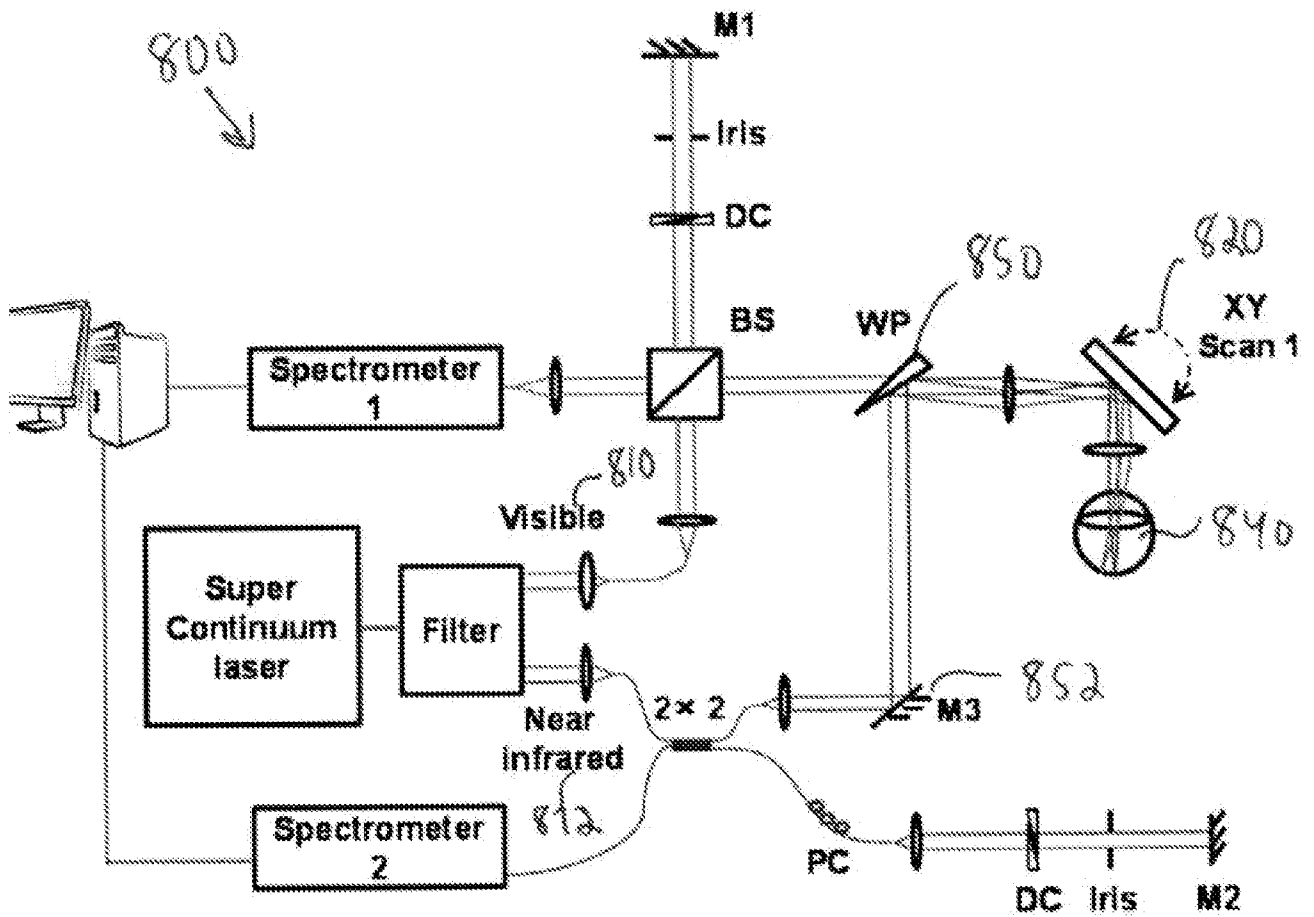 800
M1
Iris
DC
850
820
BS
WP
XY
Scan 1
Spectrometer
1
810
Visible
840
Super
Continuum
laser
Filter
2 × 2
852
M3
Near
infrared
812
Spectrometer
2
PC
DC
Iris
M2